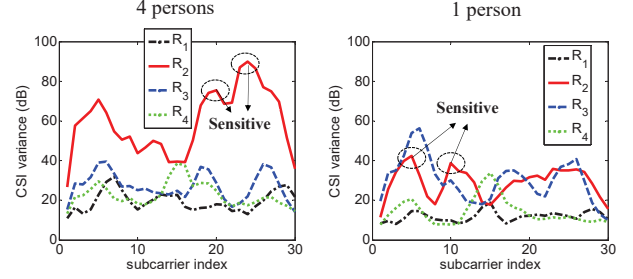 4 persons
100
80
60
40
20
0
0
10
20
30
CSI variance (dB)
subcarrier index
R1
R2
R3
R4
Sensitive
1 person
100
80
60
40
20
0
0
10
20
30
CSI variance (dB)
subcarrier index
R1
R2
R3
R4
Sensitive